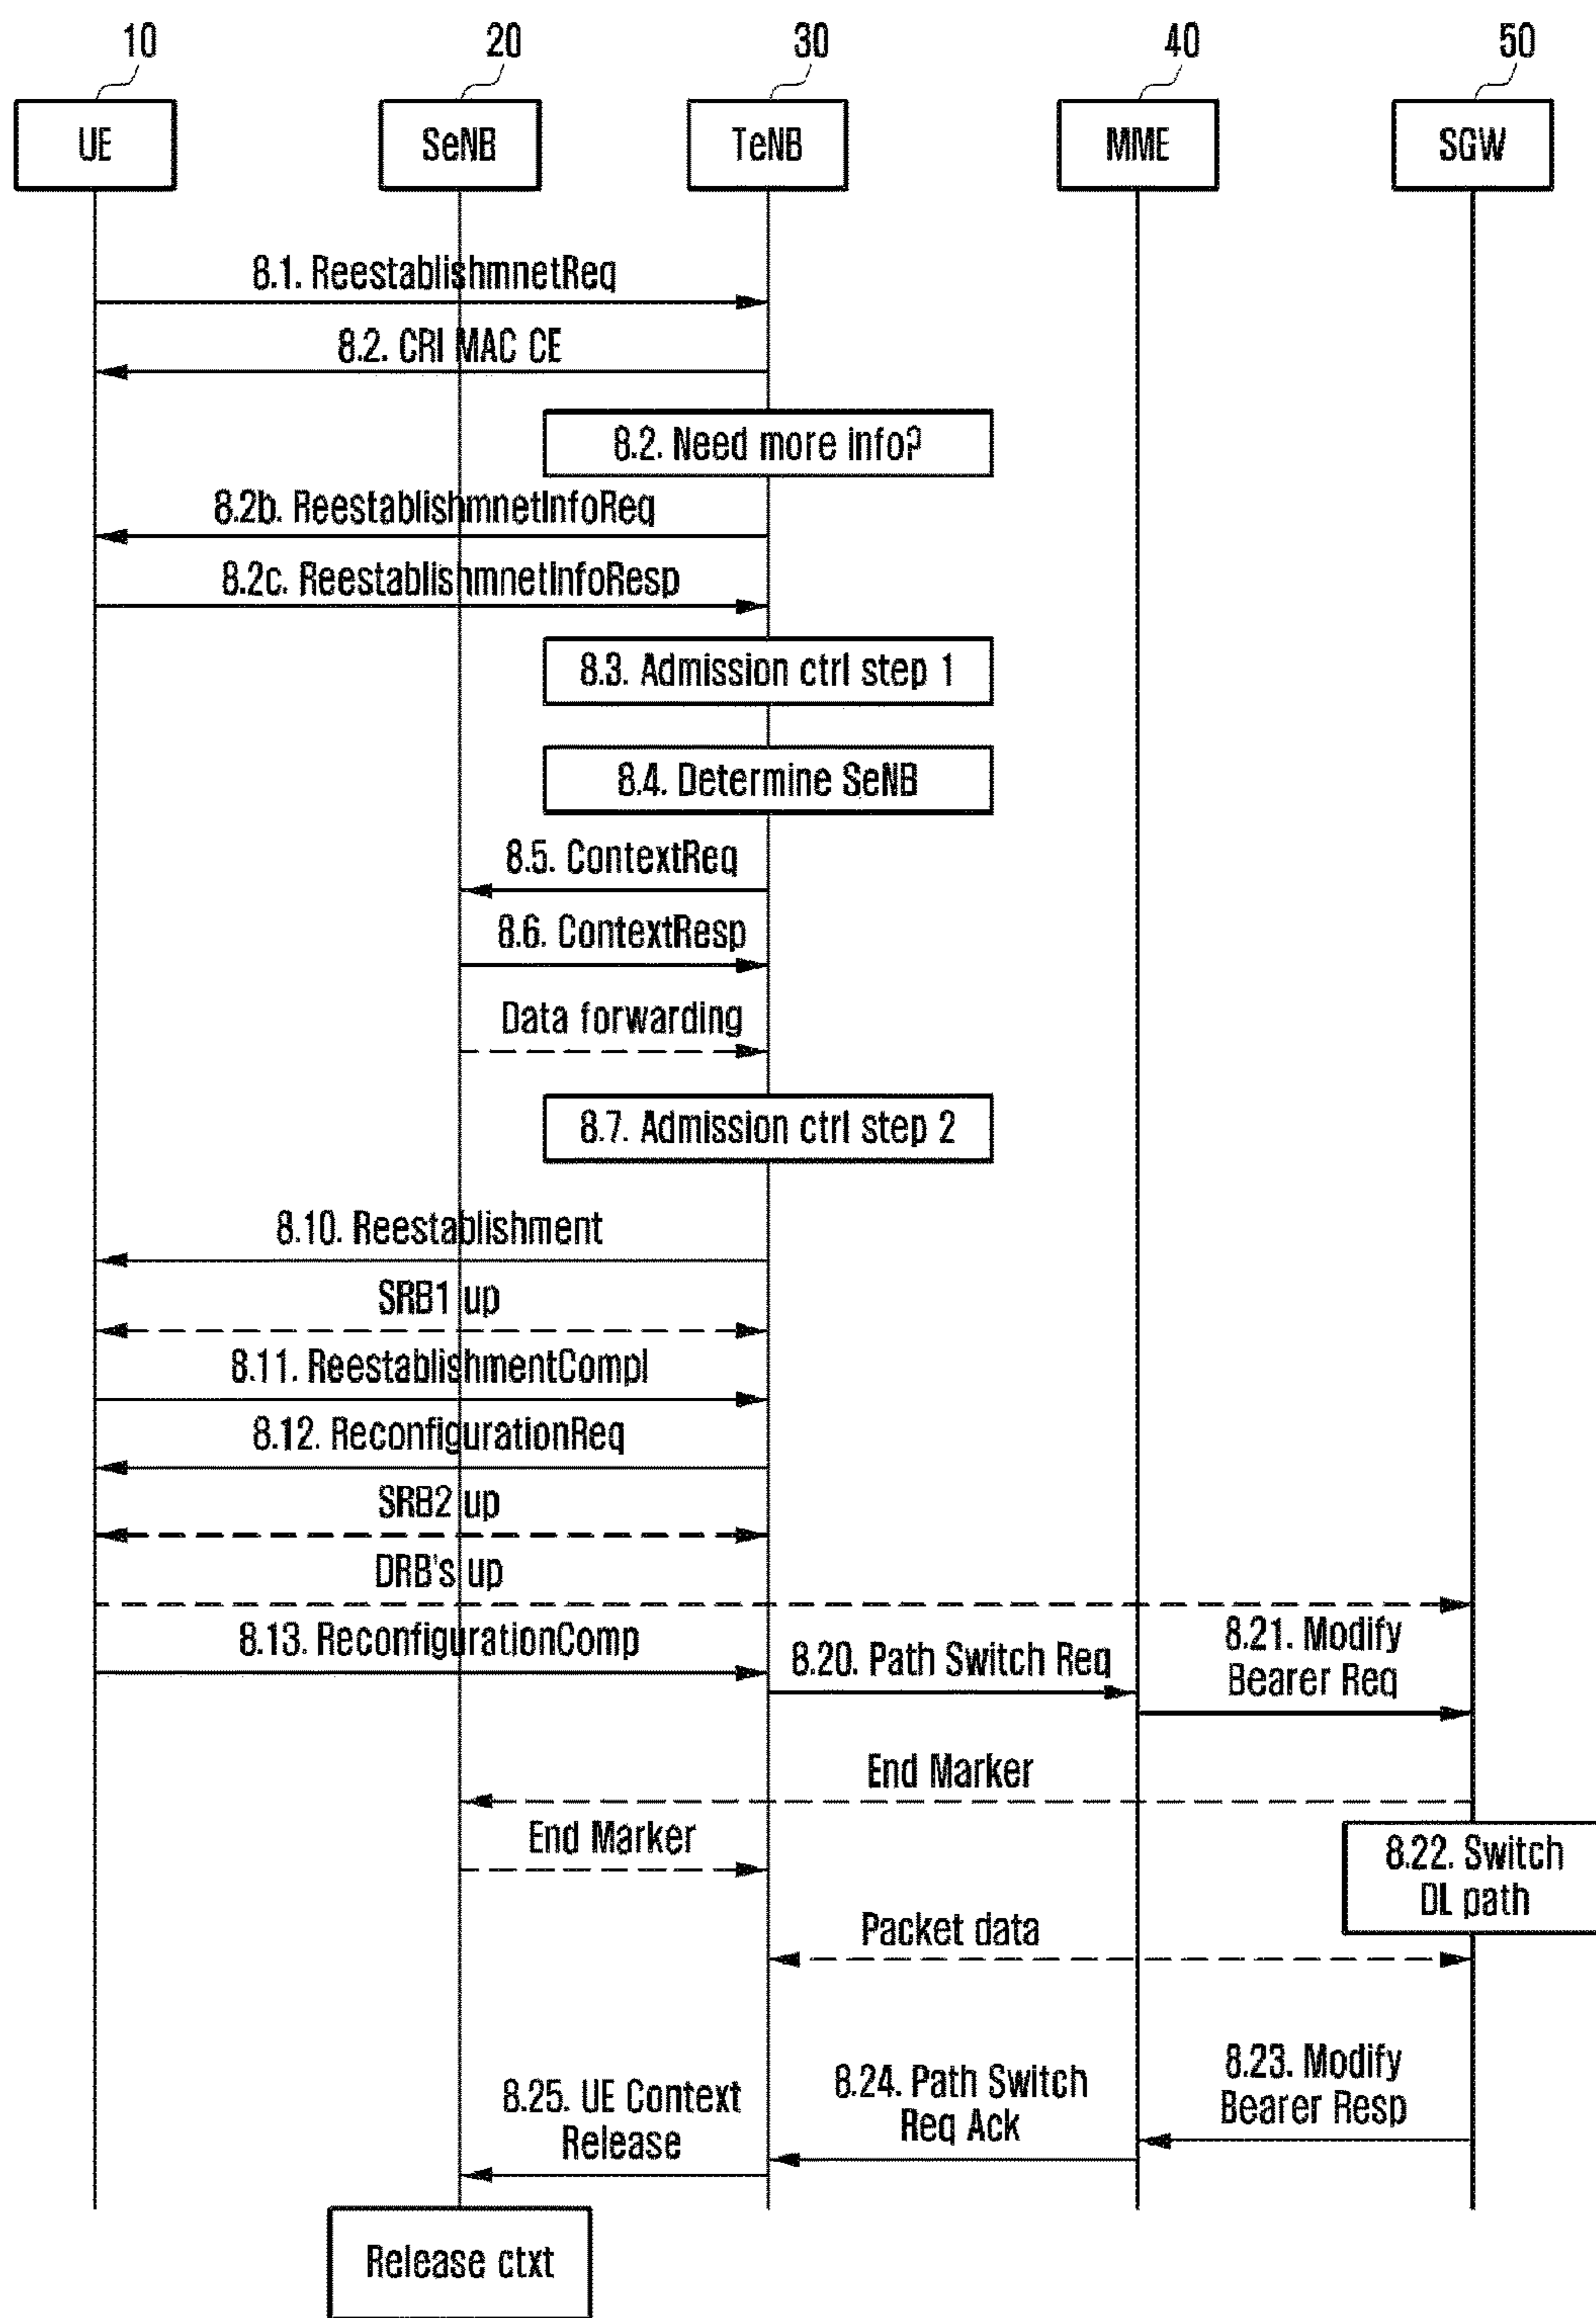 10
20
30
40
50
UE
SeNB
TeNB
MME
SGW
8.1. ReestablishmnetReq
8.2. CRI MAC CE
8.2. Need more info?
8.2b. ReestablishmnetInfoReq
8.2c. ReestablishmnetInfoResp
8.3. Admission ctrl step 1
8.4. Determine SeNB
8.5. ContextReq
8.6. ContextResp
Data forwarding
8.7. Admission ctrl step 2
8.10. Reestablishment
SRB1 up
8.11. ReestablishmentCompl
8.12. ReconfigurationReq
SRB2 up
DRB's up
8.13. ReconfigurationComp
8.20. Path Switch Req
8.21. Modify
Bearer Req
End Marker
End Marker
8.22. Switch
DL path
Packet data
8.23. Modify
Bearer Resp
8.24. Path Switch
Req Ack
8.25. UE Context
Release
Release ctxt